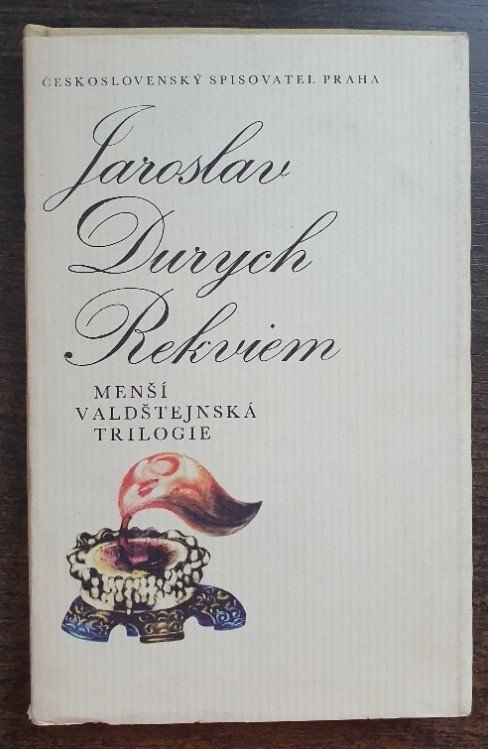 ČESKOSLOVENSKÝ SPISOVATEL PRAHA
Jaroslav
Durych
Rekviem
MENŠÍ
VALDŠTEJNSKÁ
TRILOGIE